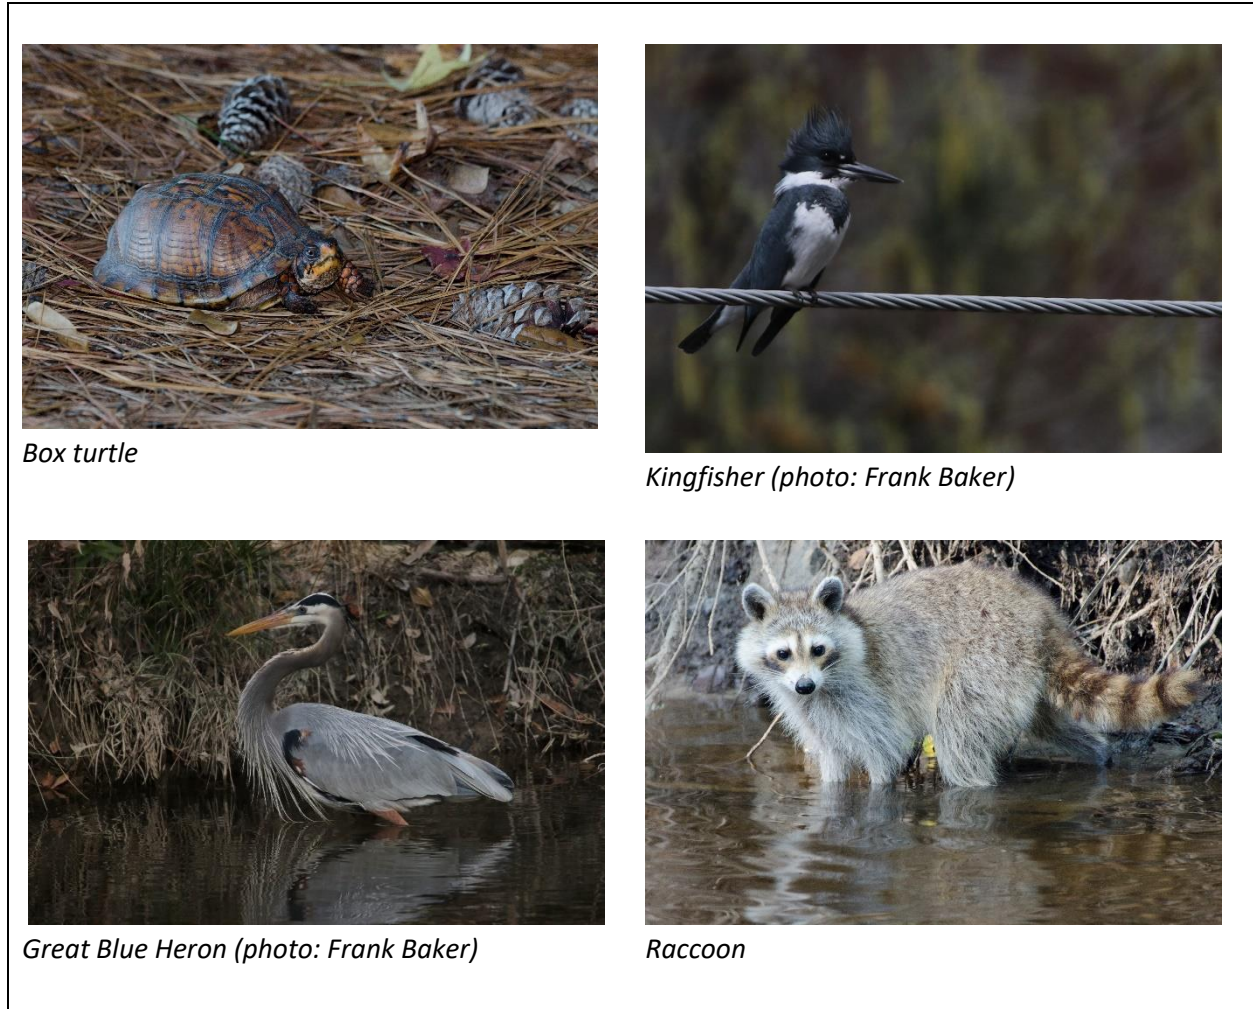 Box turtle
Kingfisher (photo: Frank Baker)
Great Blue Heron (photo: Frank Baker)
Raccoon